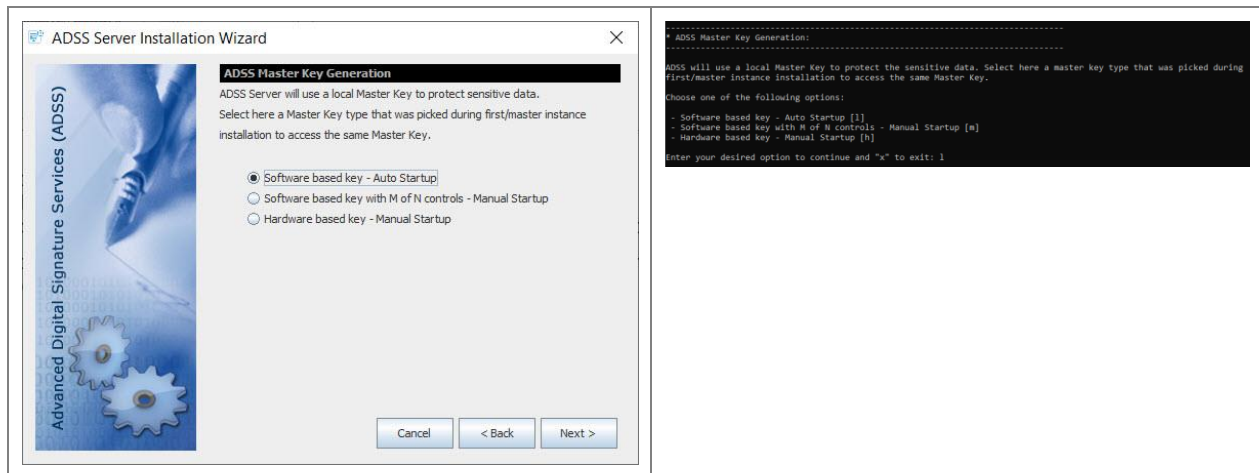 ADSS Server Installation Wizard
Advanced Digital Signature Services (ADSS)
ADSS Master Key Generation
ADSS Server will use a local Master Key to protect sensitive data.
Select here a Master Key type that was picked during first/master instance
installation to access the same Master Key.
Software based key - Auto Startup
Software based key with M of N controls - Manual Startup
Hardware based key - Manual Startup
Cancel
< Back
Next >
* ADSS Master Key Generation:
ADSS will use a local Master Key to protect the sensitive data. Select here a master key type that was picked during
first/master instance installation to access the same Master Key.
Choose one of the following options:
- Software based key - Auto Startup [l]
- Software based key with M of N controls - Manual Startup [m]
- Hardware based key - Manual Startup [h]
Enter your desired option to continue and "x" to exit: l